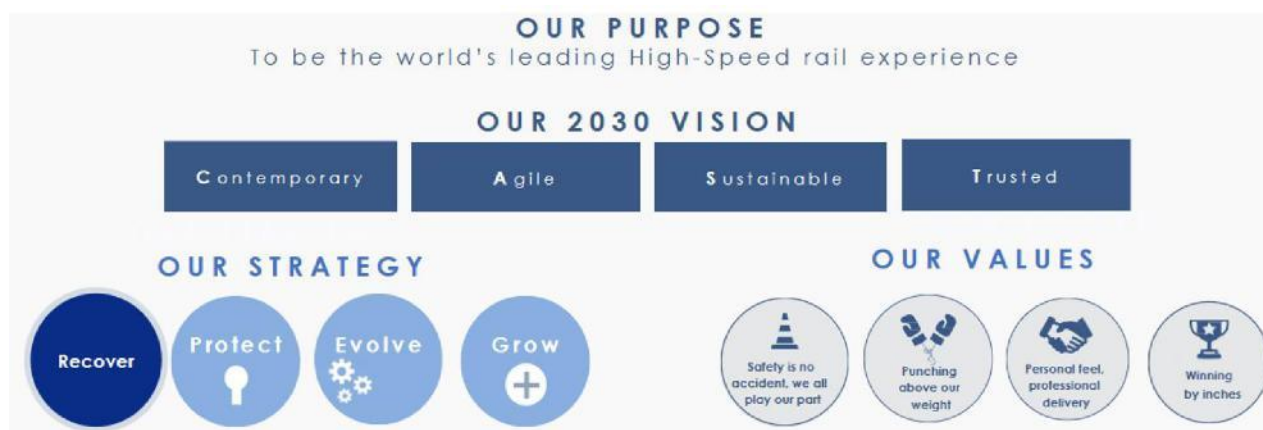 OUR PURPOSE
To be the world's leading High-Speed rail experience
OUR 2030 VISION
Contemporary
Agile
Sustainable
Trusted
OUR STRATEGY
Recover
Protect
Evolve
Grow
OUR VALUES
Safety is no
accident, we all
play our part
Punching
above our
weight
Personal feel,
professional
delivery
Winning
by inches